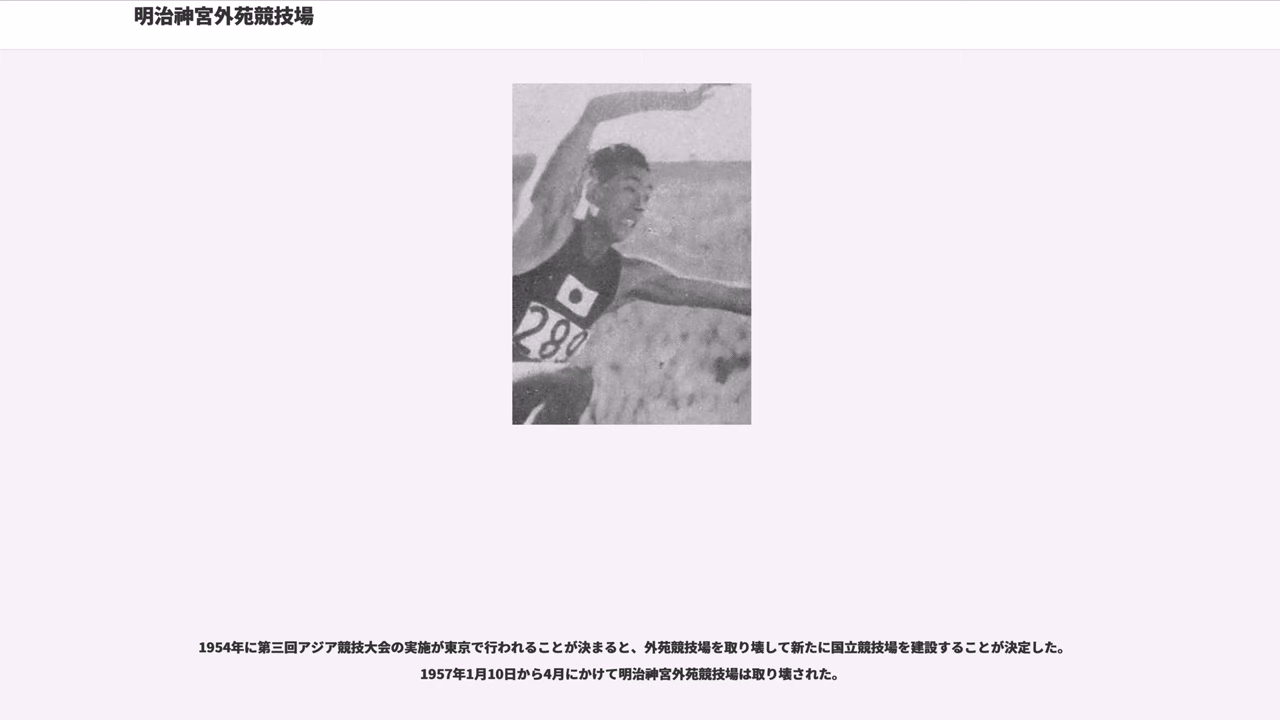 明治神宮外苑競技場
280
1954年に第三回アジア競技大会の実施が東京で行われることが決まると、外苑競技場を取り壊して新たに国立競技場を建設することが決定した。
1957年1月10日から4月にかけて明治神宮外苑競技場は取り壊された。